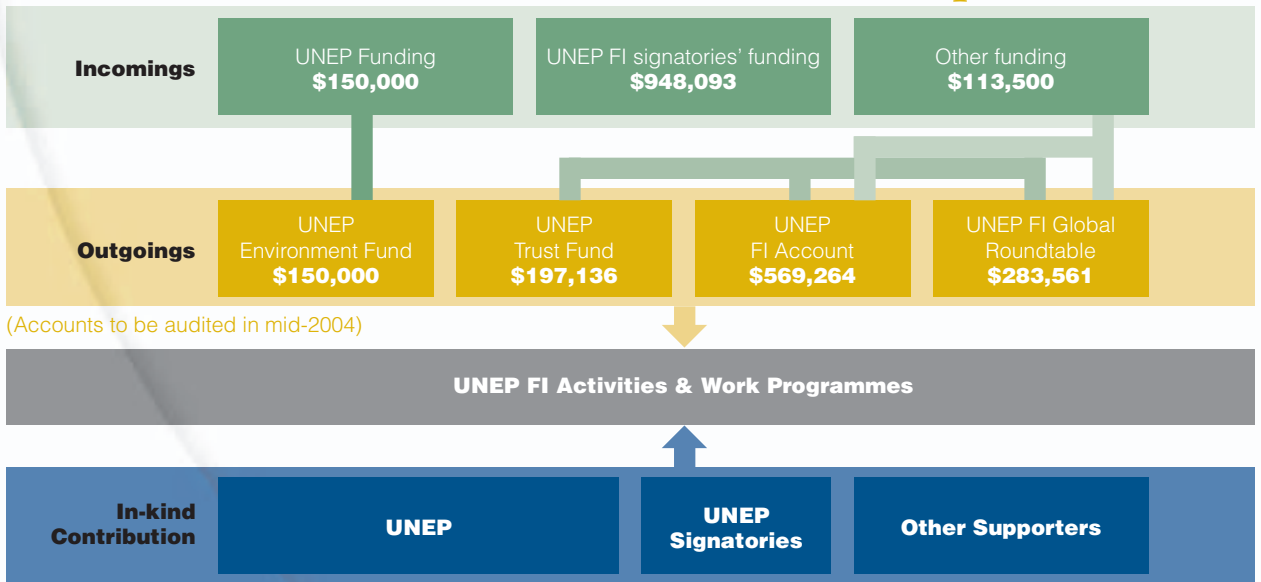 Incomings
UNEP Funding
$150,000
UNEP FI signatories' funding
$948,093
Other funding
$113,500
Outgoings
UNEP
Environment Fund
$150,000
UNEP
Trust Fund
$197,136
UNEP
FI Account
$569,264
UNEP FI Global
Roundtable
$283,561
(Accounts to be audited in mid-2004)
UNEP FI Activities & Work Programmes
In-kind
Contribution
UNEP
UNEP
Signatories
Other Supporters